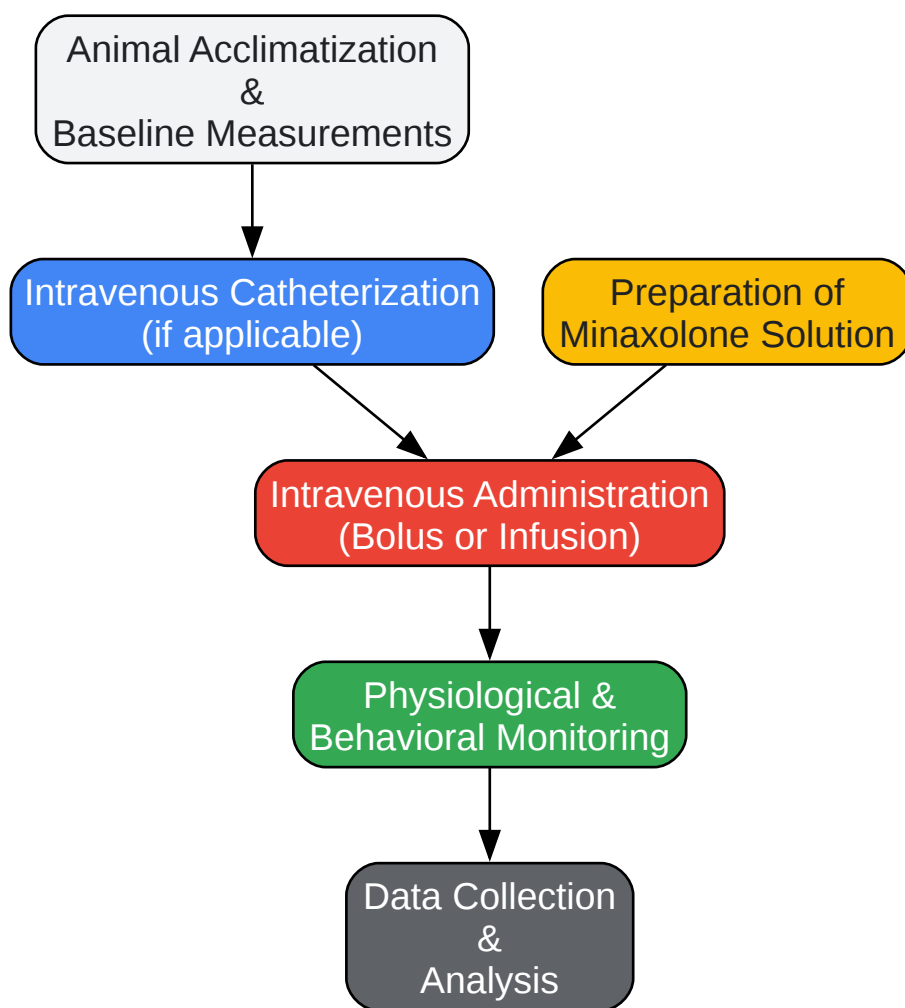 Animal Acclimatization
&
Baseline Measurements
Intravenous Catheterization
(if applicable)
Preparation of
Minaxolone Solution
Intravenous Administration
(Bolus or Infusion)
Physiological &
Behavioral Monitoring
Data Collection
&
Analysis